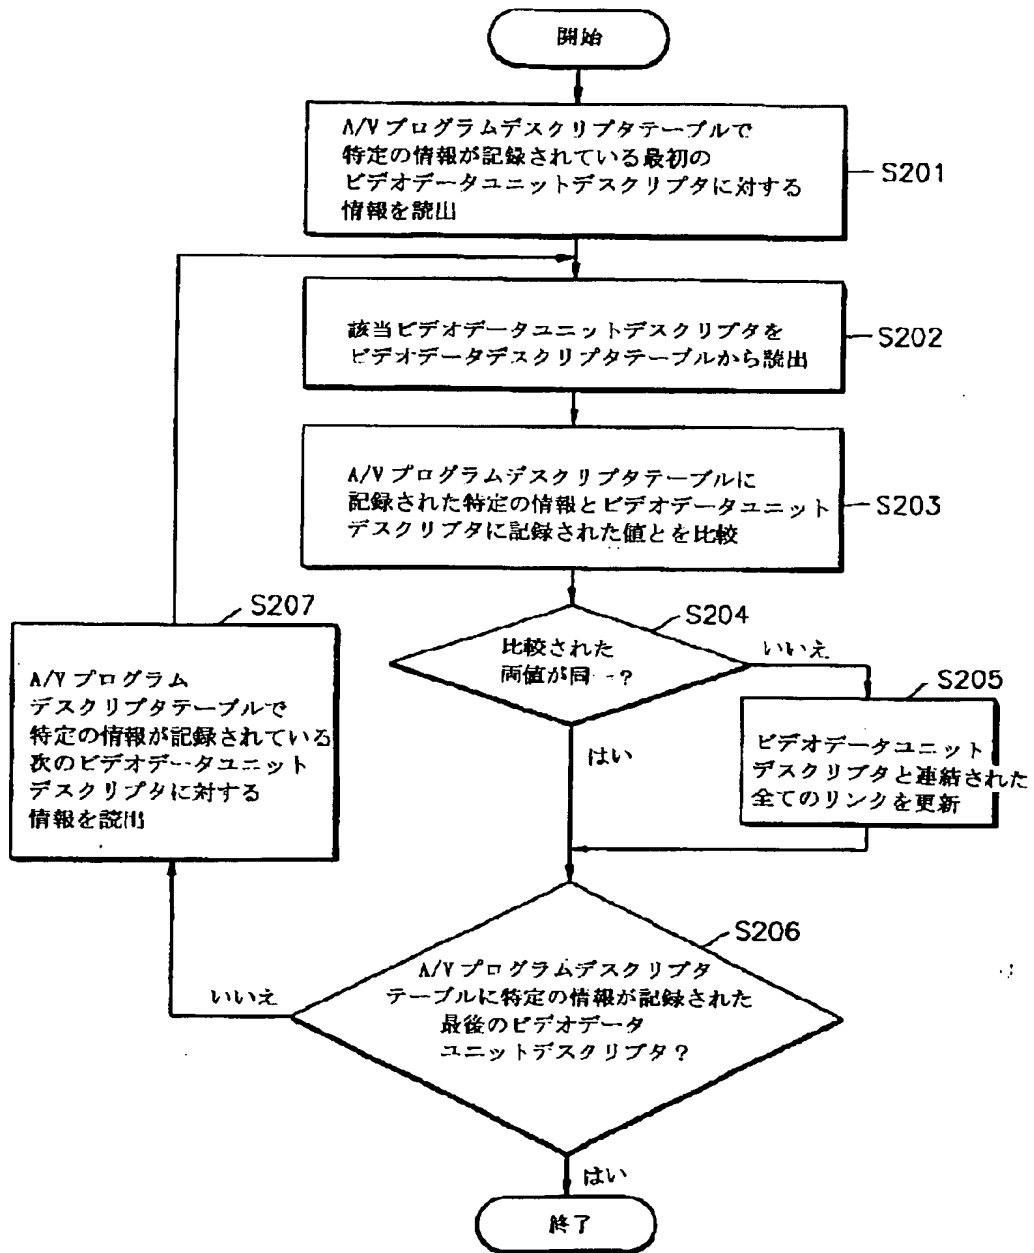 開始
A/Vプログラムデスクリプタテーブルで
特定の情報が記録されている最初の
ビデオデータユニットデスクリプタに対する
情報を読出
S201
該当ビデオデータユニットデスクリプタを
ビデオデータデスクリプタテーブルから読出
S202
A/Vプログラムデスクリプタテーブルに
記録された特定の情報とビデオデータユニット
デスクリプタに記録された値とを比較
S203
比較された
両値が同一?
S204
いいえ
はい
S205
ビデオデータユニット
デスクリプタと連結された
全てのリンクを更新
S206
A/Vプログラムデスクリプタ
テーブルに特定の情報が記録された
最後のビデオデータ
ユニットデスクリプタ?
いいえ
はい
S207
A/Vプログラム
デスクリプタテーブルで
特定の情報が記録されている
次のビデオデータユニット
デスクリプタに対する
情報を読出
終了